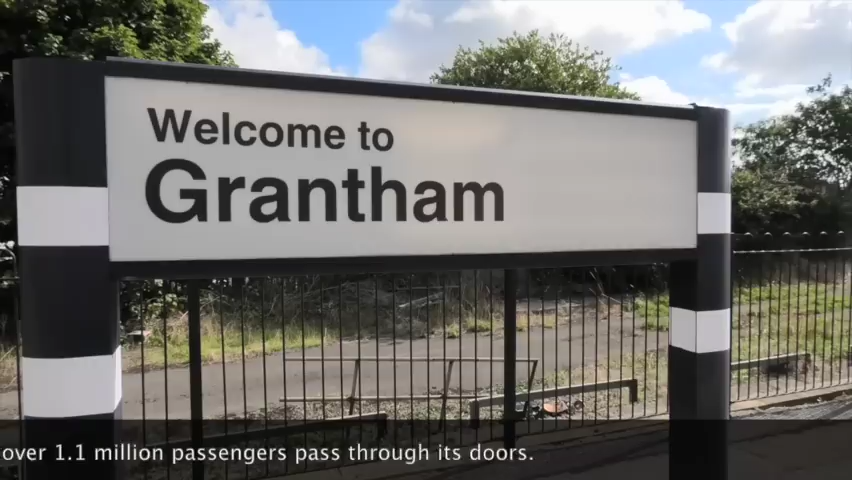 Welcome to
Grantham
over 1.1 million passengers pass through its doors.